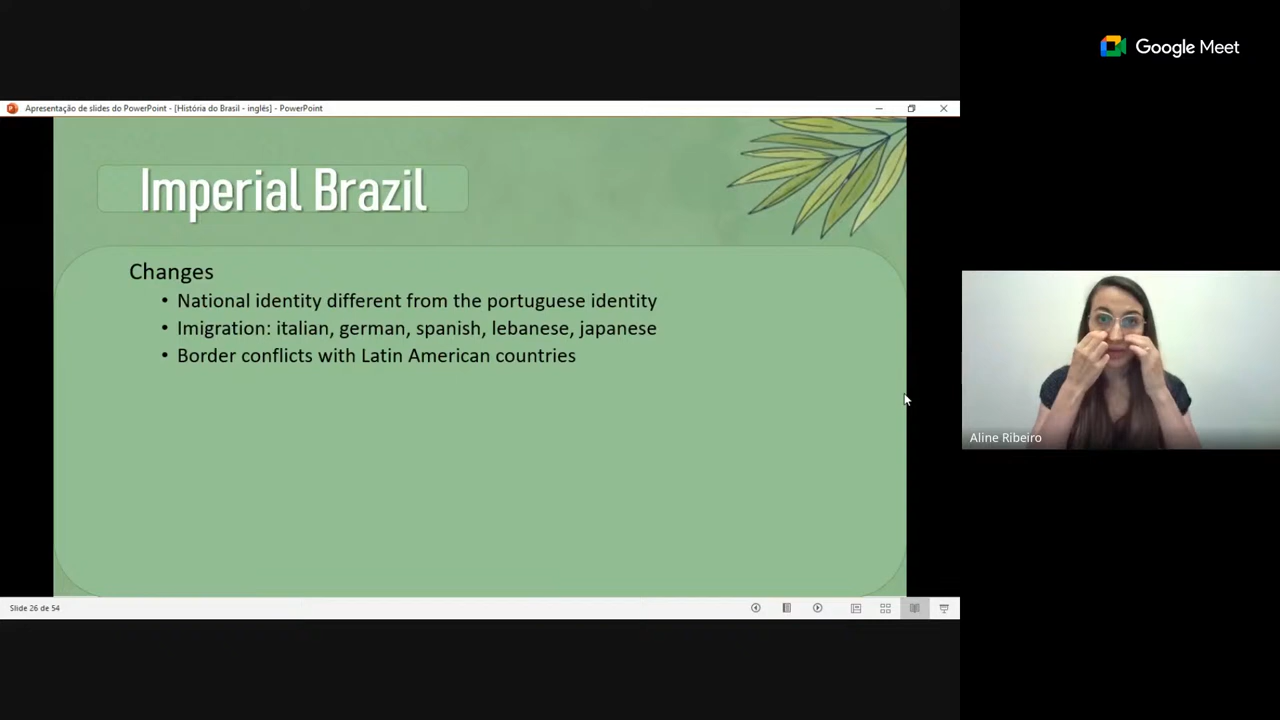 Google Meet
Apresentação de slides do PowerPoint - [História do Brasil - inglês] - PowerPoint
Imperial Brazil
Changes
• National identity different from the portuguese identity
• Imigration: italian, german, spanish, lebanese, japanese
• Border conflicts with Latin American countries
Aline Ribeiro
Slide 26 de 54